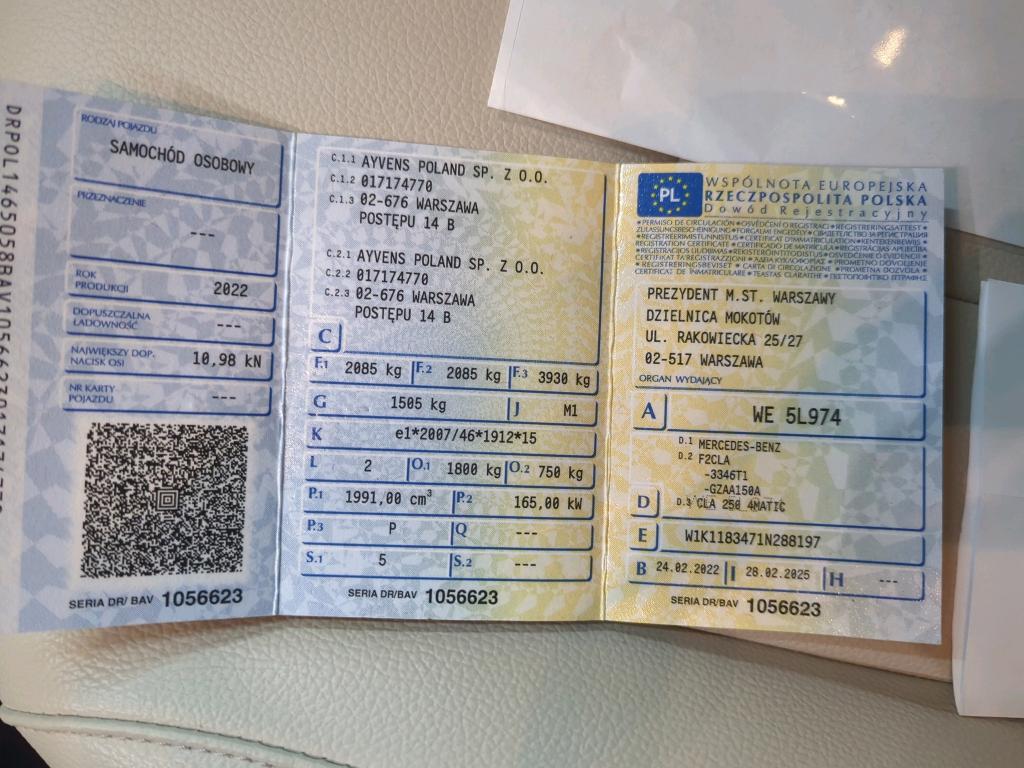 RODZAJ POJAZDU
SAMOCHÓD OSOBOWY
PRZEZNACZENIE
---
ROK PRODUKCJI 2022
DOPUSZCZALNA ŁADOWNOŚĆ ---
NAJWIĘKSZY DOP. NACISK OSI 10,98 kN
NR KARTY POJAZDU ---
SERIA DR/BAV 1056623
C.1.1 AYVENS POLAND SP. Z O.O.
C.1.2 017174770
C.1.3 02-676 WARSZAWA
POSTĘPU 14 B
C.2.1 AYVENS POLAND SP. Z O.O.
C.2.2 017174770
C.2.3 02-676 WARSZAWA
POSTĘPU 14 B
C
F.1 2085 kg F.2 2085 kg F.3 3930 kg
G 1505 kg J M1
K e1*2007/46*1912*15
L 2 O.1 1800 kg O.2 750 kg
P.1 1991,00 cm³ P.2 165,00 kW
P.3 P Q ---
S.1 5 S.2 ---
SERIA DR/BAV 1056623
PL
WSPÓLNOTA EUROPEJSKA
RZECZPOSPOLITA POLSKA
Dowód Rejestracyjny
PREZYDENT M.ST. WARSZAWY
DZIELNICA MOKOTÓW
UL. RAKOWIECKA 25/27
02-517 WARSZAWA
ORGAN WYDAJĄCY
A WE 5L974
D.1 MERCEDES-BENZ
D.2 F2CLA
-3346T1
-GZAA150A
D D.3 CLA 250 4MATIC
E W1K1183471N288197
B 24.02.2022 I 28.02.2025 H ---
SERIA DR/BAV 1056623